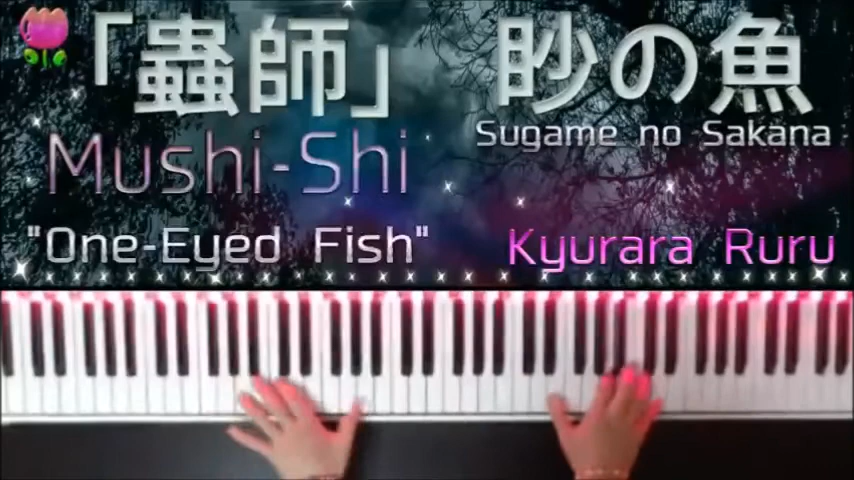 「蟲師」 眇の魚
Mushi-Shi Sugame no Sakana
"One-Eyed Fish" Kyurara Ruru